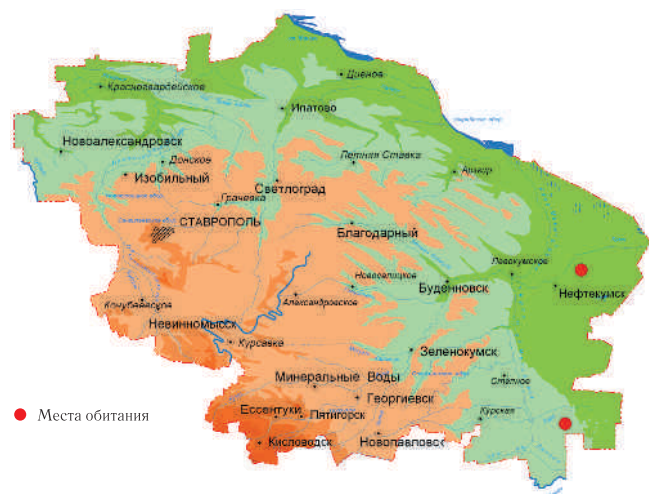 Дивное
Красногвардейское
Ипатово
Новоалександровск
Донское
Летняя Ставка
Арзгир
Изобильный
Светлоград
Грачевка
СТАВРОПОЛЬ
Благодарный
Левокумское
Новоселицкое
Буденновск
Нефтекумск
Кочубеевское
Александровское
Невинномысск
Курсавка
Зеленокумск
Минеральные Воды
Степное
Георгиевск
Ессентуки
Пятигорск
Курская
Места обитания
Кисловодск
Новопавловск